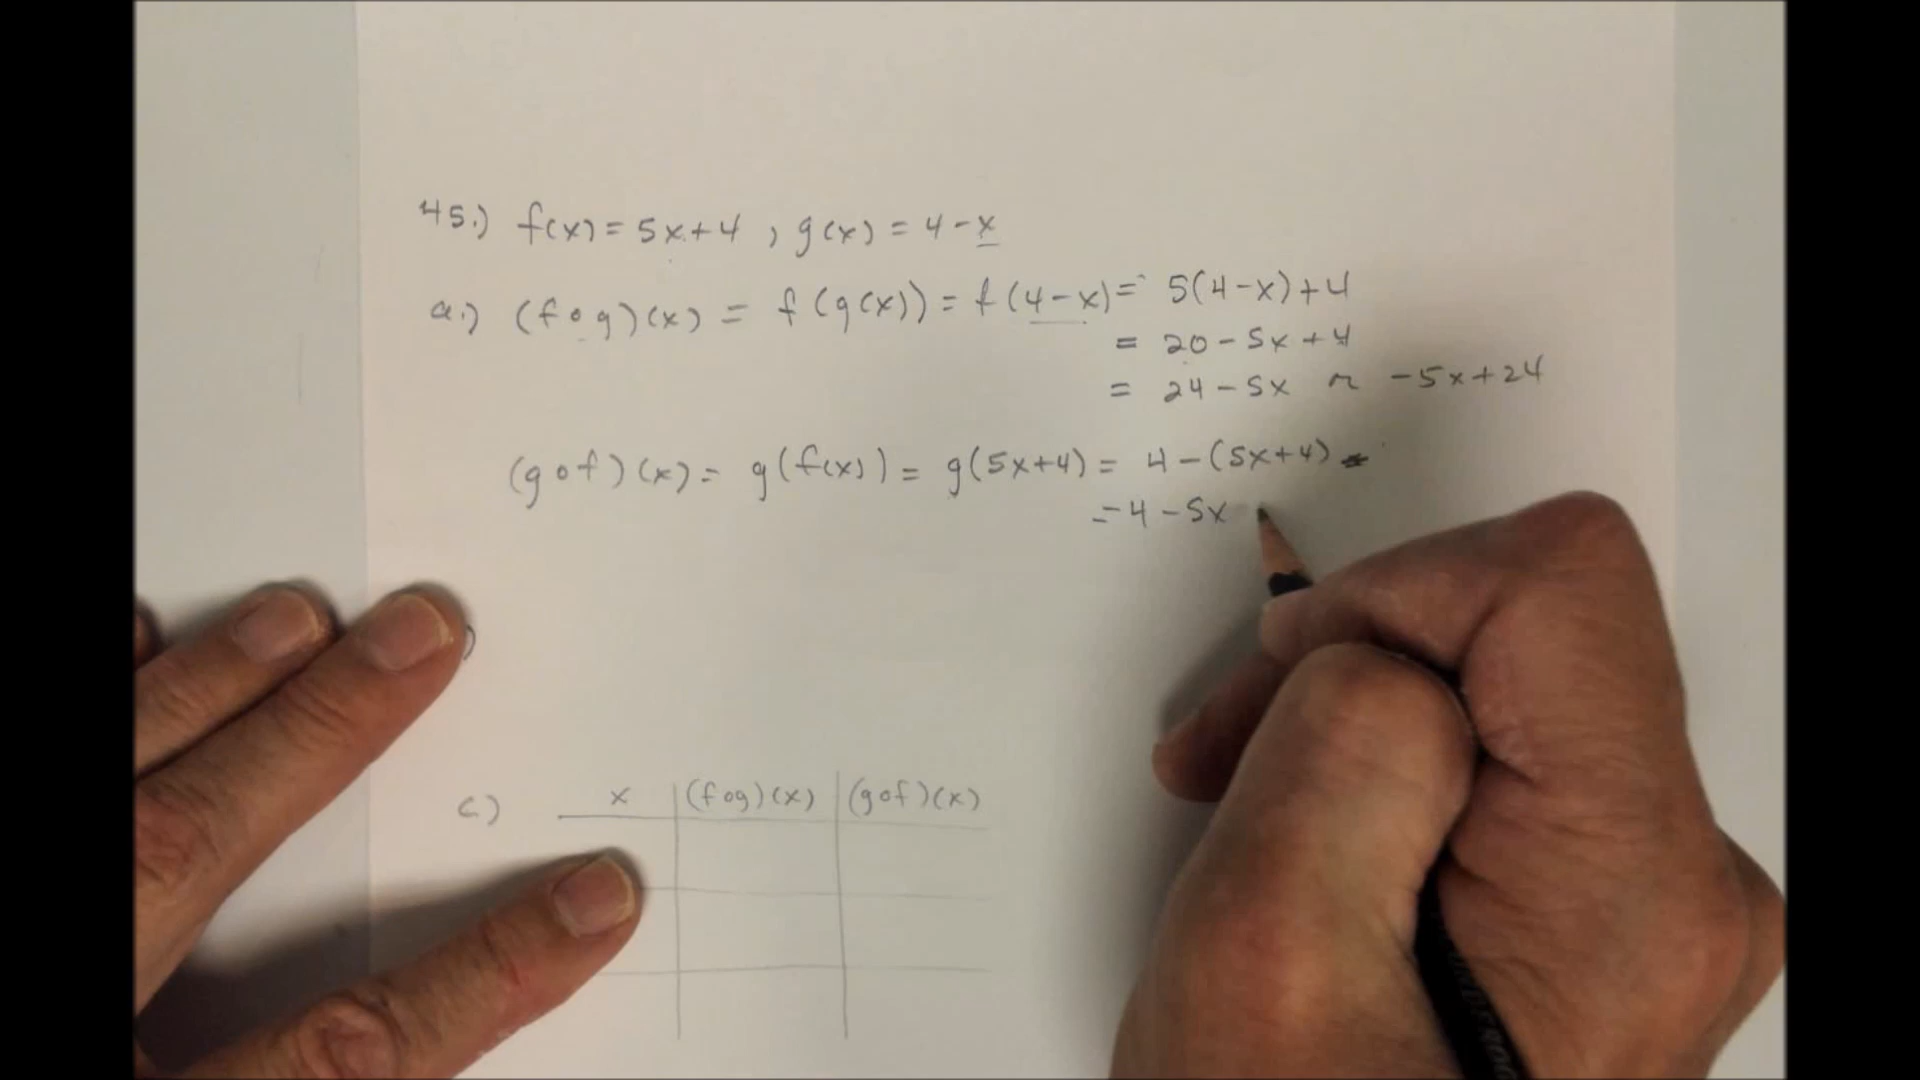 45.) f(x) = 5x+4 , g(x) = 4-x
a.) (f∘g)(x) = f(g(x)) = f(4-x) = 5(4-x)+4
= 20-5x+4
= 24-5x or -5x+24
(g∘f)(x) = g(f(x)) = g(5x+4) = 4-(5x+4)
= 4-5x
)
c) x (f∘g)(x) (g∘f)(x)